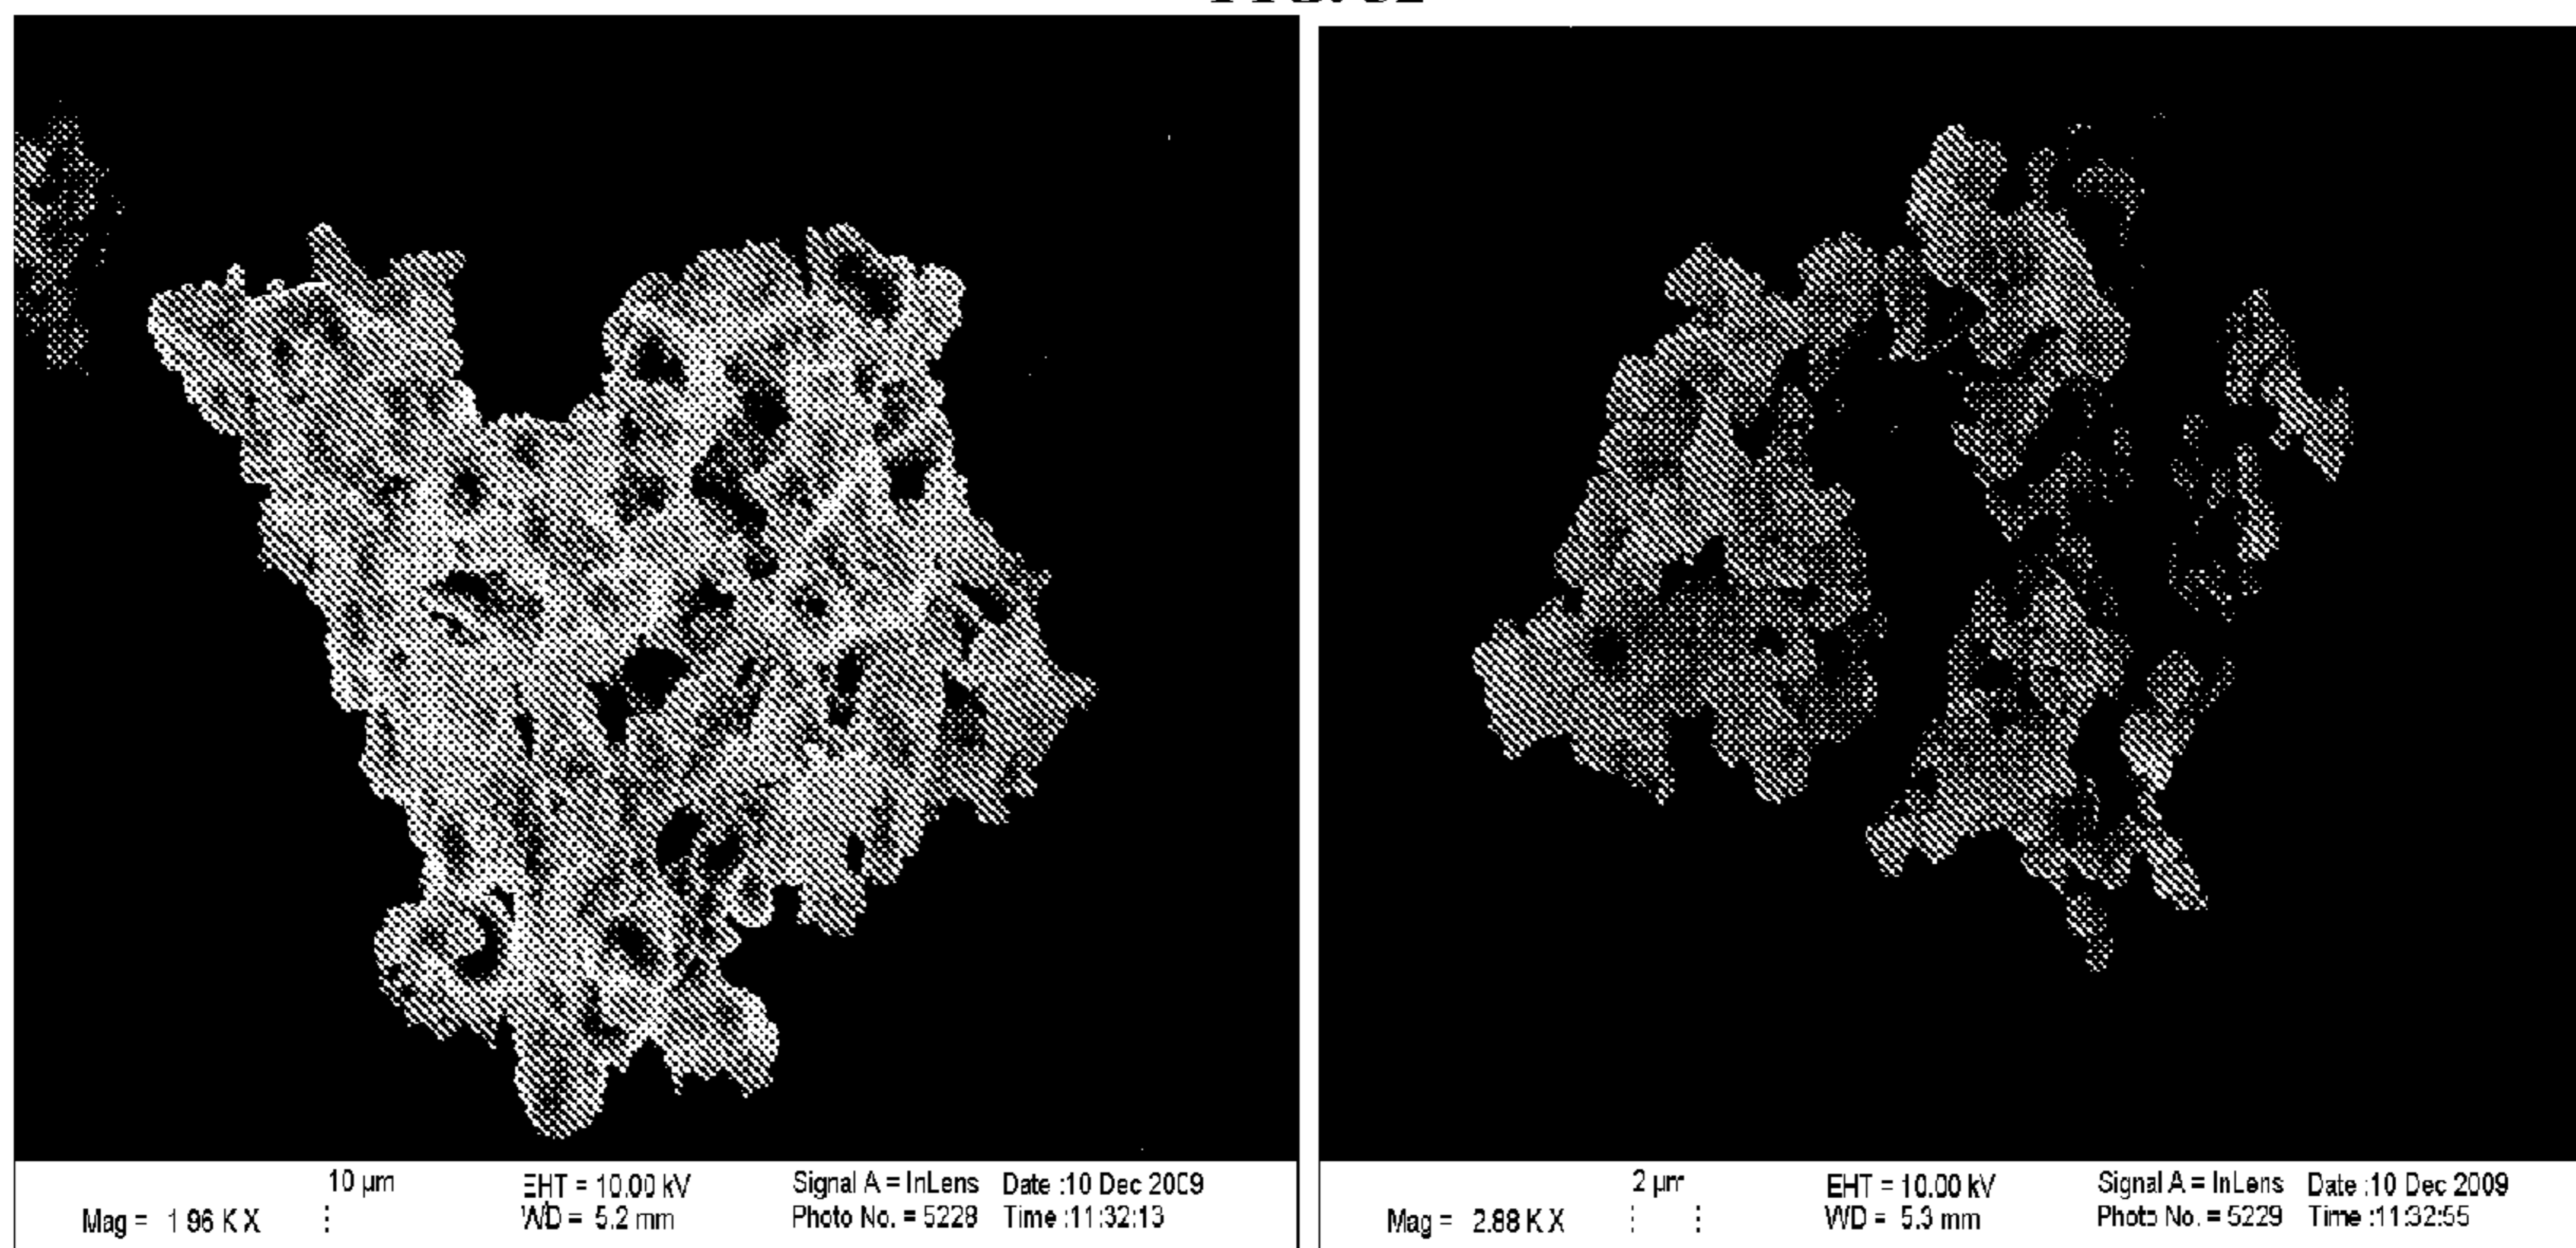 10 µm
EHT = 10.00 kV
Signal A = InLens
Date :10 Dec 2009
Mag = 1.96 K X
WD = 5.2 mm
Photo No. = 5228
Time :11:32:13
2 µm
EHT = 10.00 kV
Signal A = InLens
Date :10 Dec 2009
Mag = 2.88 K X
WD = 5.3 mm
Photo No. = 5229
Time :11:32:55